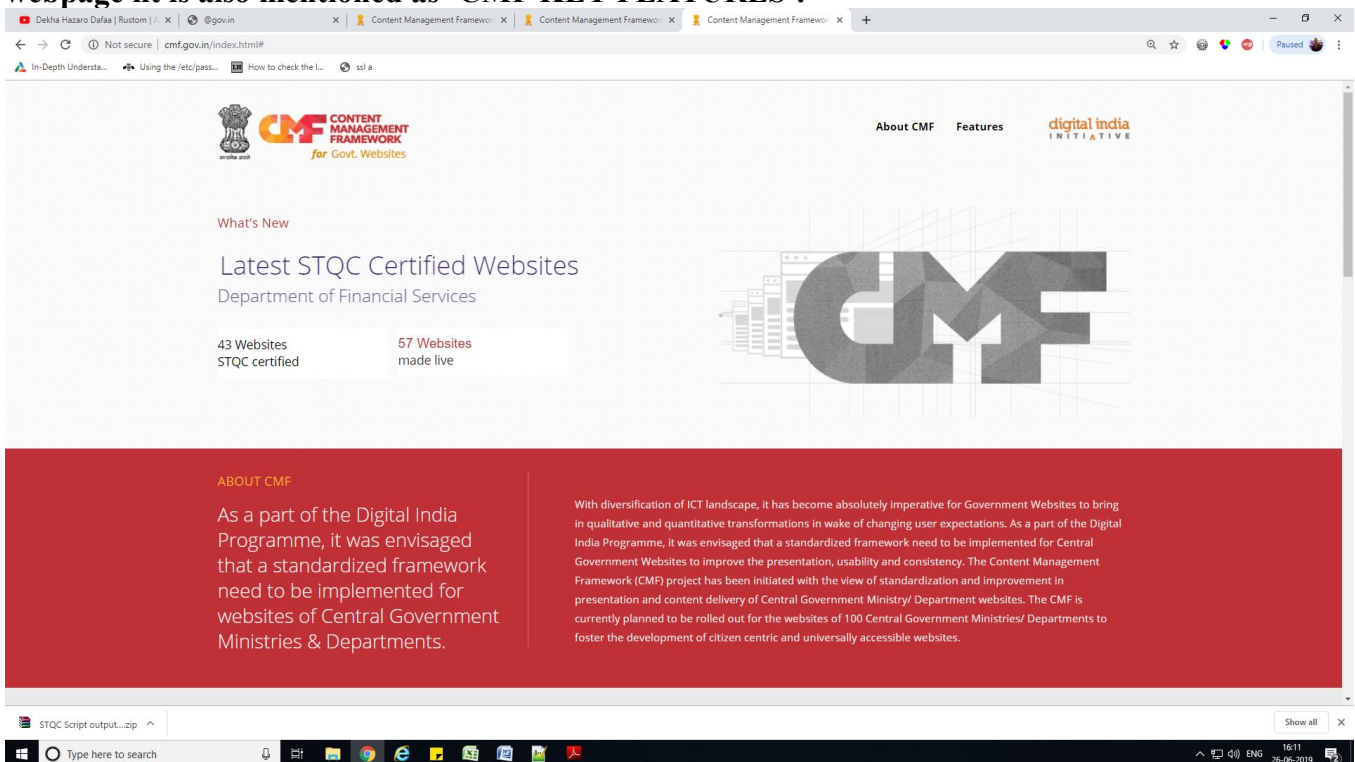 webpage it it is also mentioned as "CMF KEY FEATURES".
Dekha Hazaro Dafaa | Rustom | A
@gov.in
Content Management Framewor
Content Management Framewor
Content Management Framewor
Not secure | cmf.gov.in/index.html#
Paused
In-Depth Understa...
Using the /etc/pass...
How to check the l...
ssl a
सत्यमेव जयते
CMF CONTENT
MANAGEMENT
FRAMEWORK
for Govt. Websites
About CMF
Features
digital india
INITIATIVE
What's New
Latest STQC Certified Websites
Department of Financial Services
43 Websites
STQC certified
57 Websites
made live
CMF
ABOUT CMF
As a part of the Digital India
Programme, it was envisaged
that a standardized framework
need to be implemented for
websites of Central Government
Ministries & Departments.
With diversification of ICT landscape, it has become absolutely imperative for Government Websites to bring
in qualitative and quantitative transformations in wake of changing user expectations. As a part of the Digital
India Programme, it was envisaged that a standardized framework need to be implemented for Central
Government Websites to improve the presentation, usability and consistency. The Content Management
Framework (CMF) project has been initiated with the view of standardization and improvement in
presentation and content delivery of Central Government Ministry/ Department websites. The CMF is
currently planned to be rolled out for the websites of 100 Central Government Ministries/ Departments to
foster the development of citizen centric and universally accessible websites.
STQC Script output....zip
Show all
Type here to search
ENG
16:11
26-06-2019